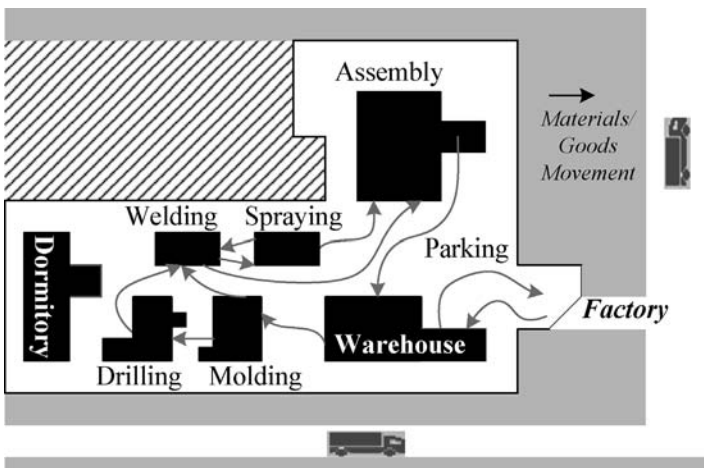 Assembly
Materials/
Goods
Movement
Welding
Spraying
Dormitory
Parking
Factory
Warehouse
Drilling
Molding